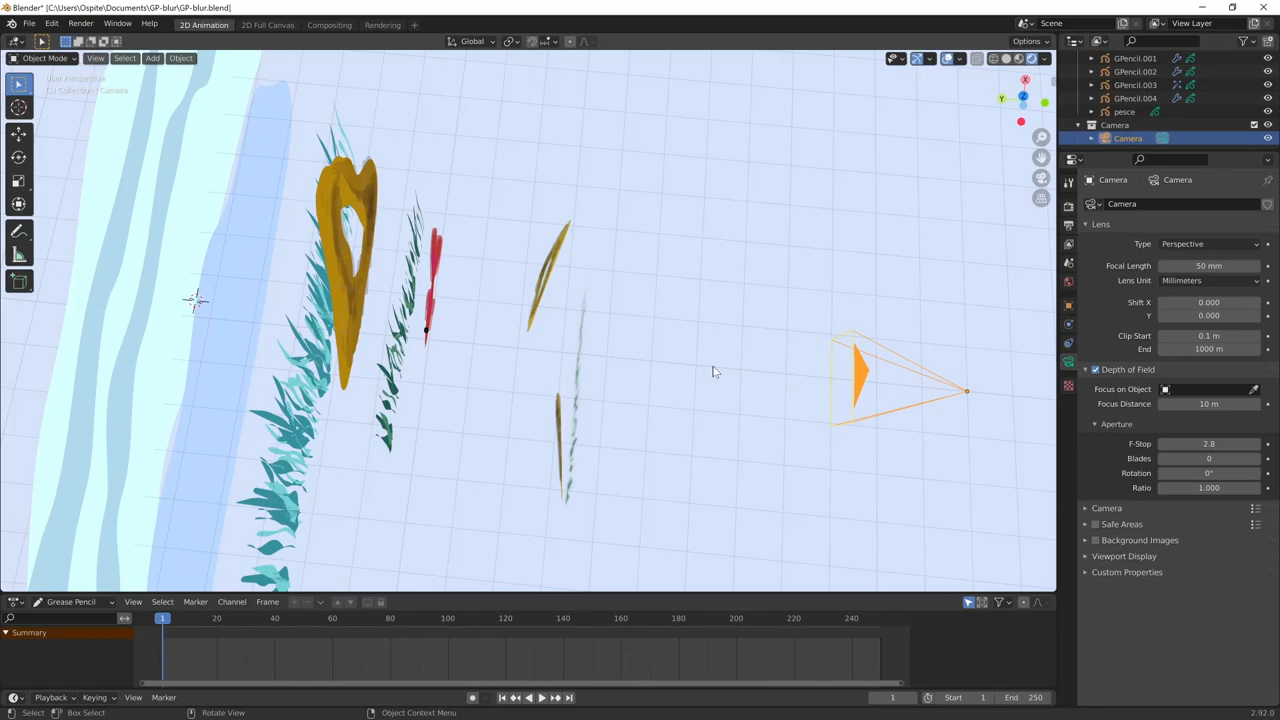 Blender* [C:\Users\Ospite\Documents\GP-blur\GP-blur.blend]
File Edit Render Window Help 2D Animation 2D Full Canvas Compositing Rendering + Scene View Layer
Global Options
Object Mode View Select Add Object
User Perspective
(1) Collection | Camera
X
Y
Z
GPencil.001
GPencil.002
GPencil.003
GPencil.004
pesce
Camera
Camera
Camera Camera
Camera
Lens
Type Perspective
Focal Length 50 mm
Lens Unit Millimeters
Shift X 0.000
Y 0.000
Clip Start 0.1 m
End 1000 m
Depth of Field
Focus on Object
Focus Distance 10 m
Aperture
F-Stop 2.8
Blades 0
Rotation 0°
Ratio 1.000
Camera
Safe Areas
Background Images
Viewport Display
Custom Properties
Grease Pencil View Select Marker Channel Frame
1 20 40 60 80 100 120 140 160 180 200 220 240
Summary
Playback Keying View Marker 1 Start 1 End 250
Select Box Select Rotate View Object Context Menu 2.92.0